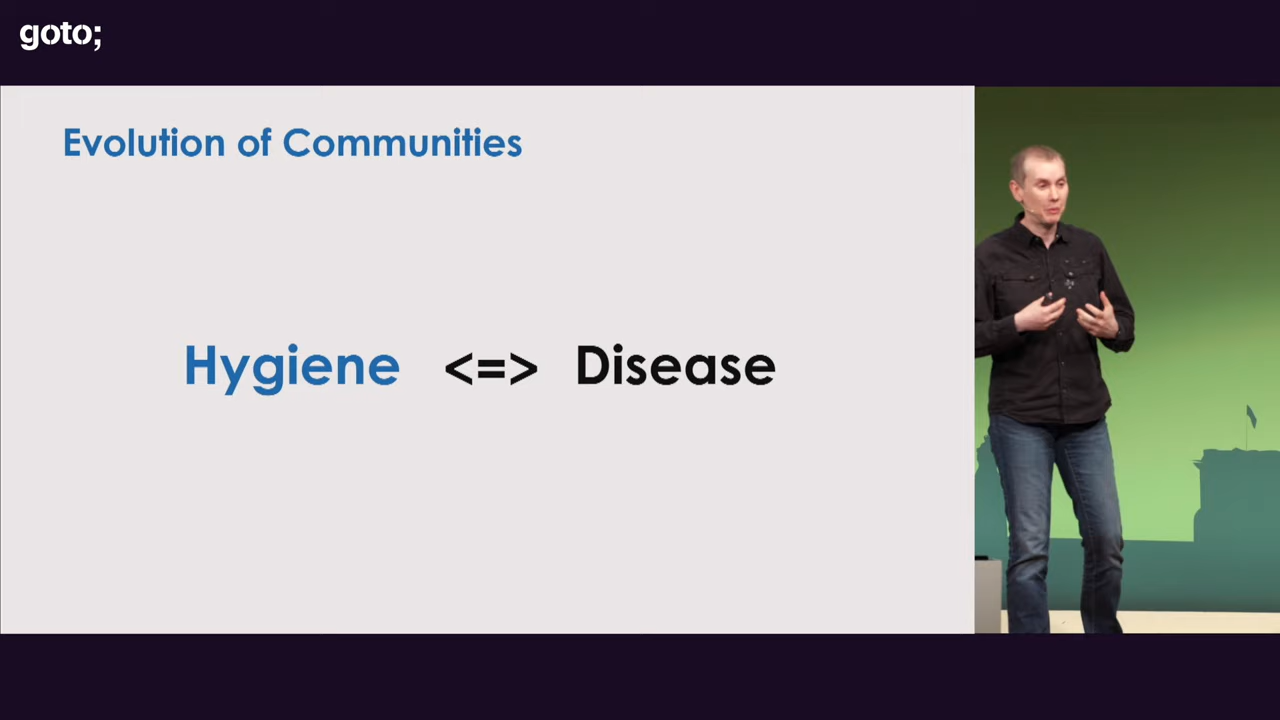 goto;
Evolution of Communities
Hygiene <=> Disease